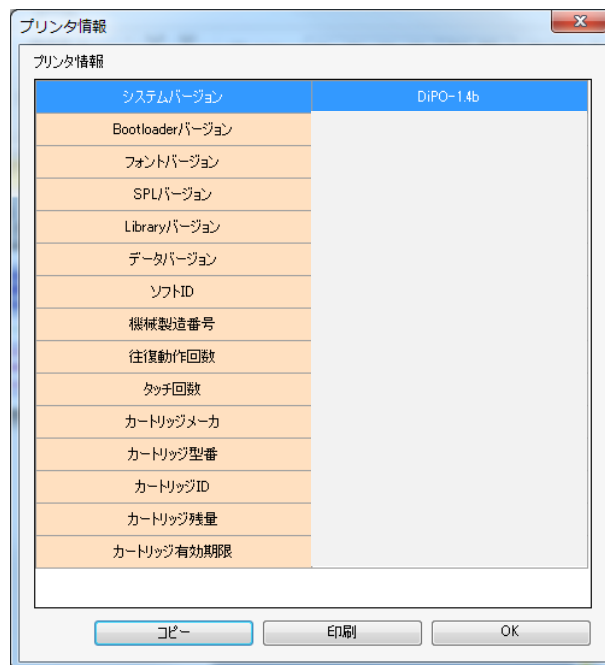 プリンタ情報
プリンタ情報
システムバージョン DiPO-1.4b
Bootloaderバージョン
フォントバージョン
SPLバージョン
Libraryバージョン
データバージョン
ソフトID
機械製造番号
往復動作回数
タッチ回数
カートリッジメーカ
カートリッジ型番
カートリッジID
カートリッジ残量
カートリッジ有効期限
コピー 印刷 OK